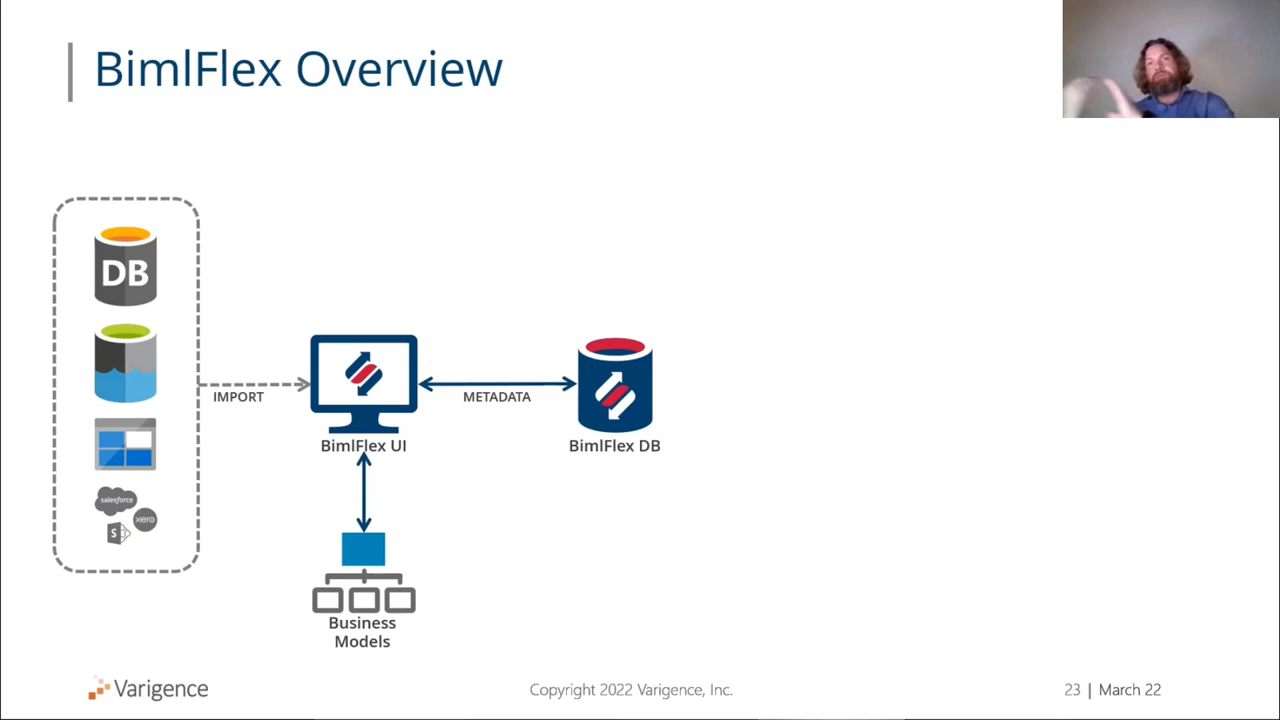 BimlFlex Overview
DB
salesforce
xero
S
IMPORT
METADATA
BimlFlex UI
BimlFlex DB
Business
Models
Varigence
Copyright 2022 Varigence, Inc.
23 | March 22